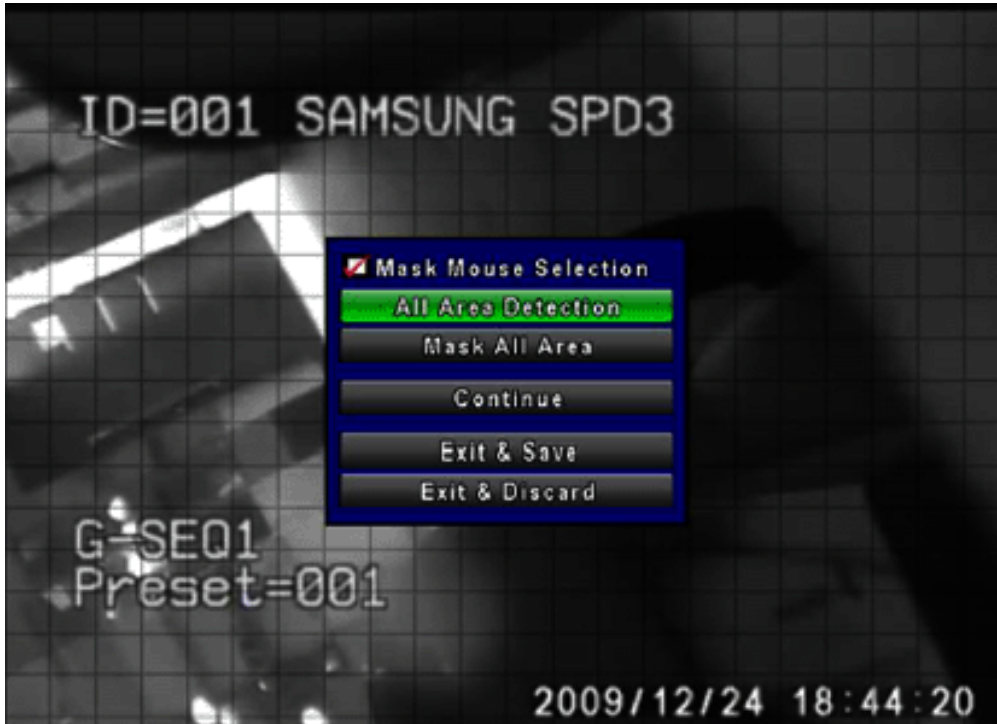 ID=001 SAMSUNG SPD3
Mask Mouse Selection
All Area Detection
Mask All Area
Continue
Exit & Save
Exit & Discard
G-SEQ1
Preset=001
2009/12/24 18:44:20